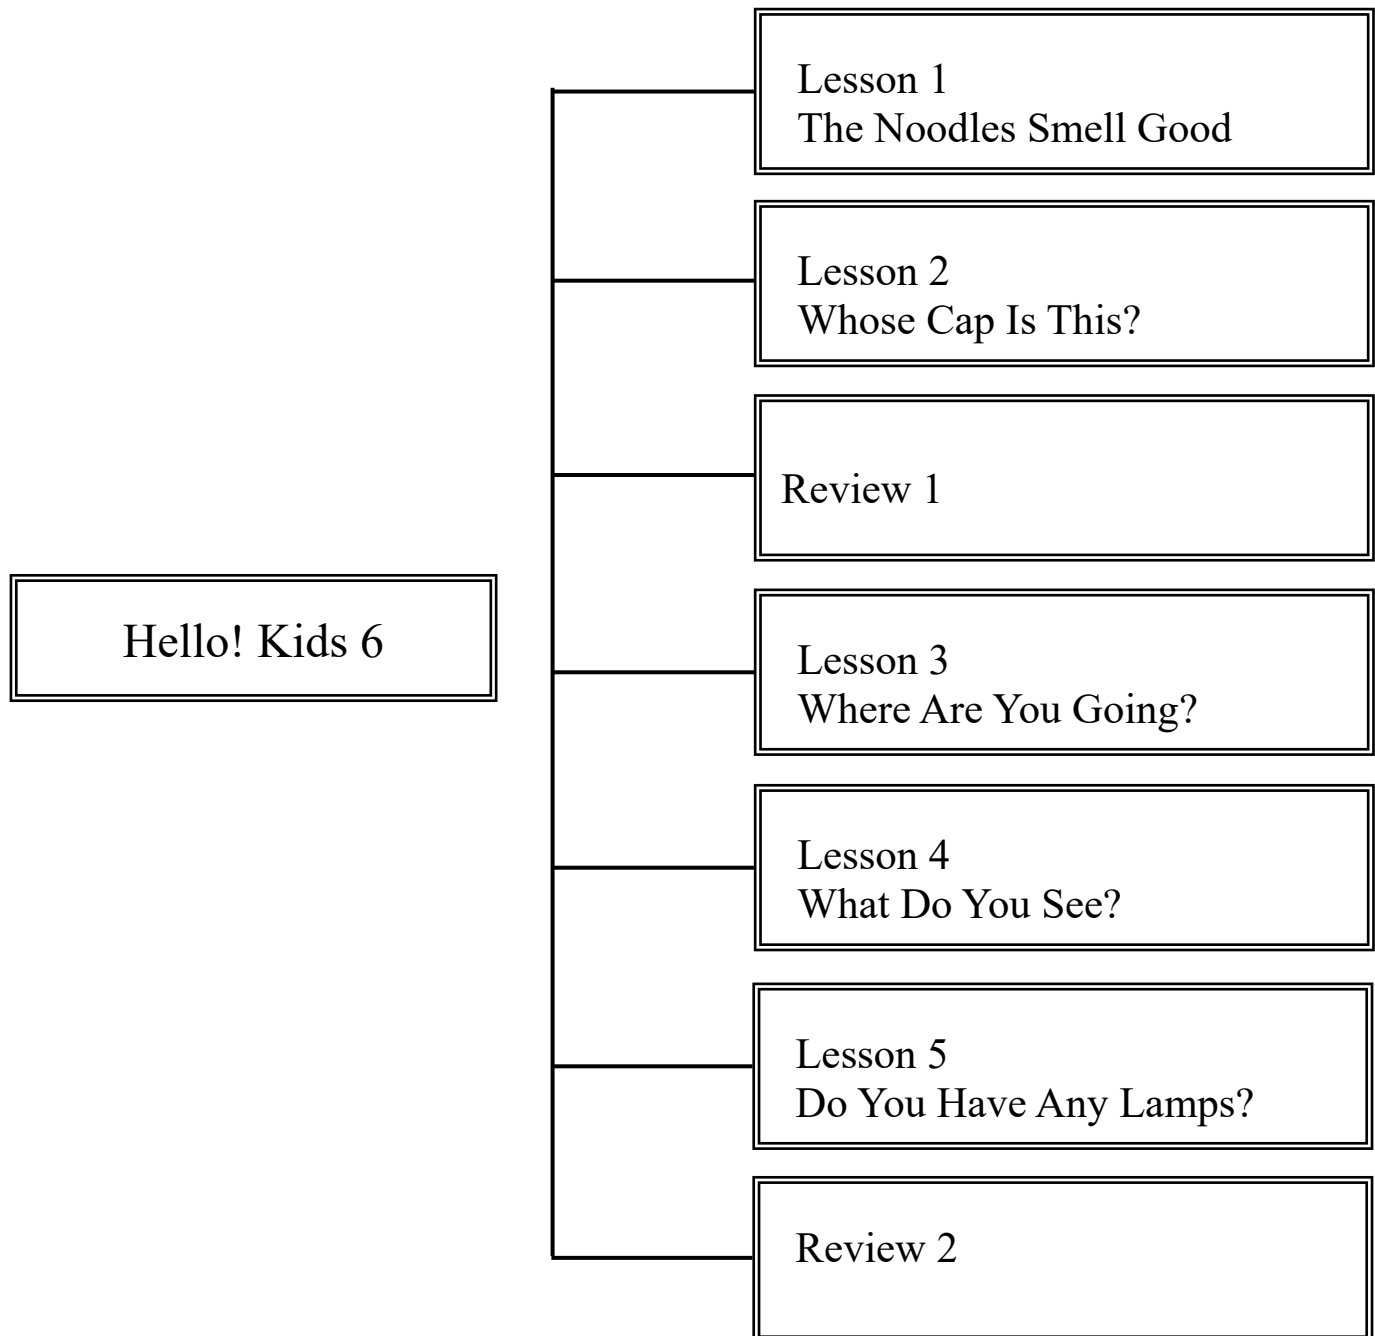 Hello! Kids 6
Lesson 1
The Noodles Smell Good
Lesson 2
Whose Cap Is This?
Review 1
Lesson 3
Where Are You Going?
Lesson 4
What Do You See?
Lesson 5
Do You Have Any Lamps?
Review 2